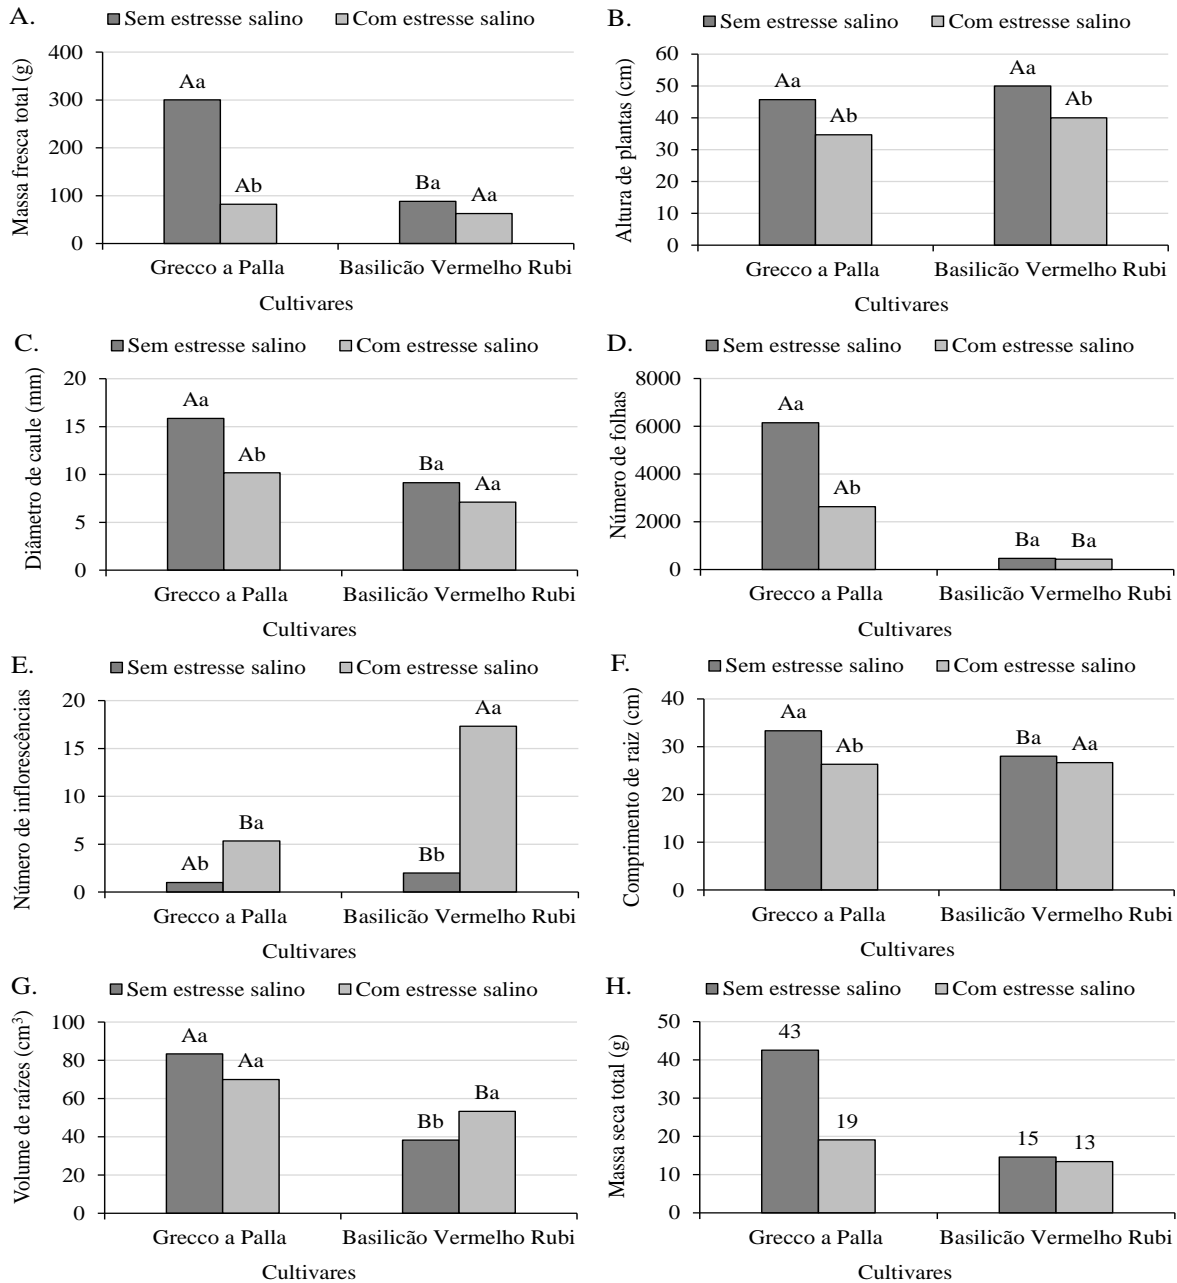 A.
Sem estresse salino Com estresse salino
Massa fresca total (g)
400
300
200
100
0
Aa
Ab
Ba
Aa
Grecco a Palla Basilicão Vermelho Rubi
Cultivares
B.
Sem estresse salino Com estresse salino
Altura de plantas (cm)
60
50
40
30
20
10
0
Aa
Ab
Aa
Ab
Grecco a Palla Basilicão Vermelho Rubi
Cultivares
C.
Sem estresse salino Com estresse salino
Diâmetro de caule (mm)
20
15
10
5
0
Aa
Ab
Ba
Aa
Grecco a Palla Basilicão Vermelho Rubi
Cultivares
D.
Sem estresse salino Com estresse salino
Número de folhas
8000
6000
4000
2000
0
Aa
Ab
Ba
Ba
Grecco a Palla Basilicão Vermelho Rubi
Cultivares
E.
Sem estresse salino Com estresse salino
Número de inflorescências
20
15
10
5
0
Ab
Ba
Bb
Aa
Grecco a Palla Basilicão Vermelho Rubi
Cultivares
F.
Sem estresse salino Com estresse salino
Comprimento de raiz (cm)
40
30
20
10
0
Aa
Ab
Ba
Aa
Grecco a Palla Basilicão Vermelho Rubi
Cultivares
G.
Sem estresse salino Com estresse salino
Volume de raízes (cm³)
100
80
60
40
20
0
Aa
Aa
Bb
Ba
Grecco a Palla Basilicão Vermelho Rubi
Cultivares
H.
Sem estresse salino Com estresse salino
Massa seca total (g)
50
40
30
20
10
0
43
19
15
13
Grecco a Palla Basilicão Vermelho Rubi
Cultivares